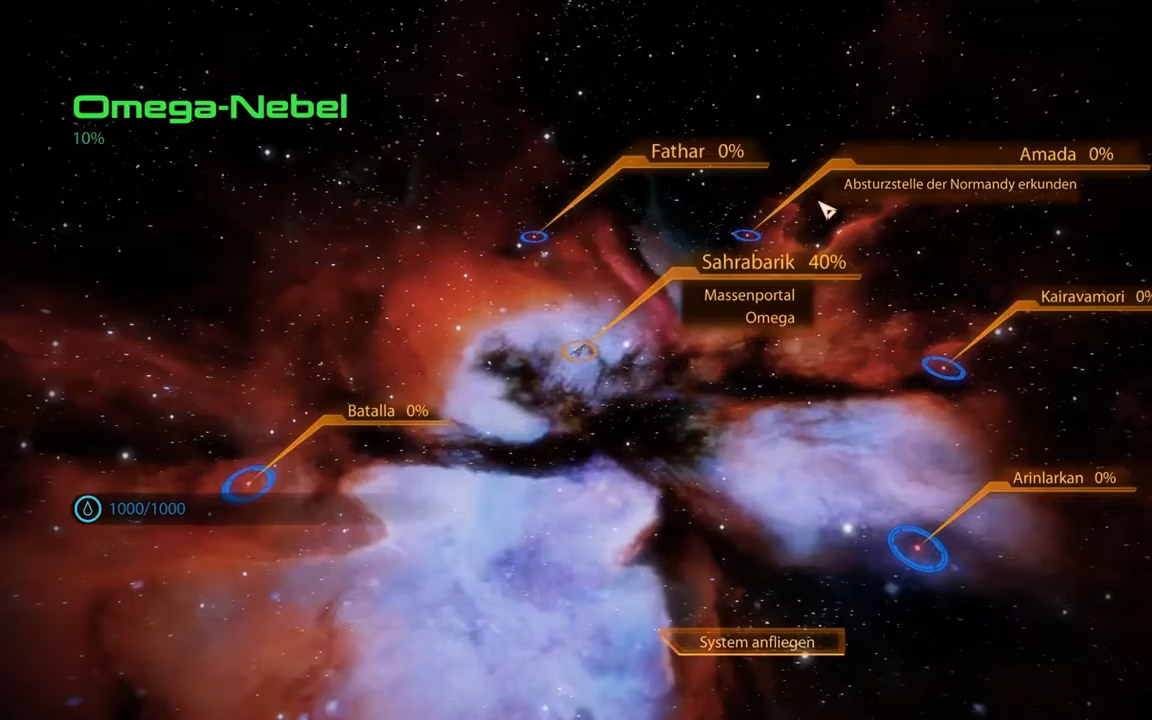 Omega-Nebel
10%
Fathar 0%
Amada 0%
Absturzstelle der Normandy erkunden
Sahrabarik 40%
Massenportal
Omega
Kairavamori 0%
Batalla 0%
Arinlarkan 0%
1000/1000
System anfliegen